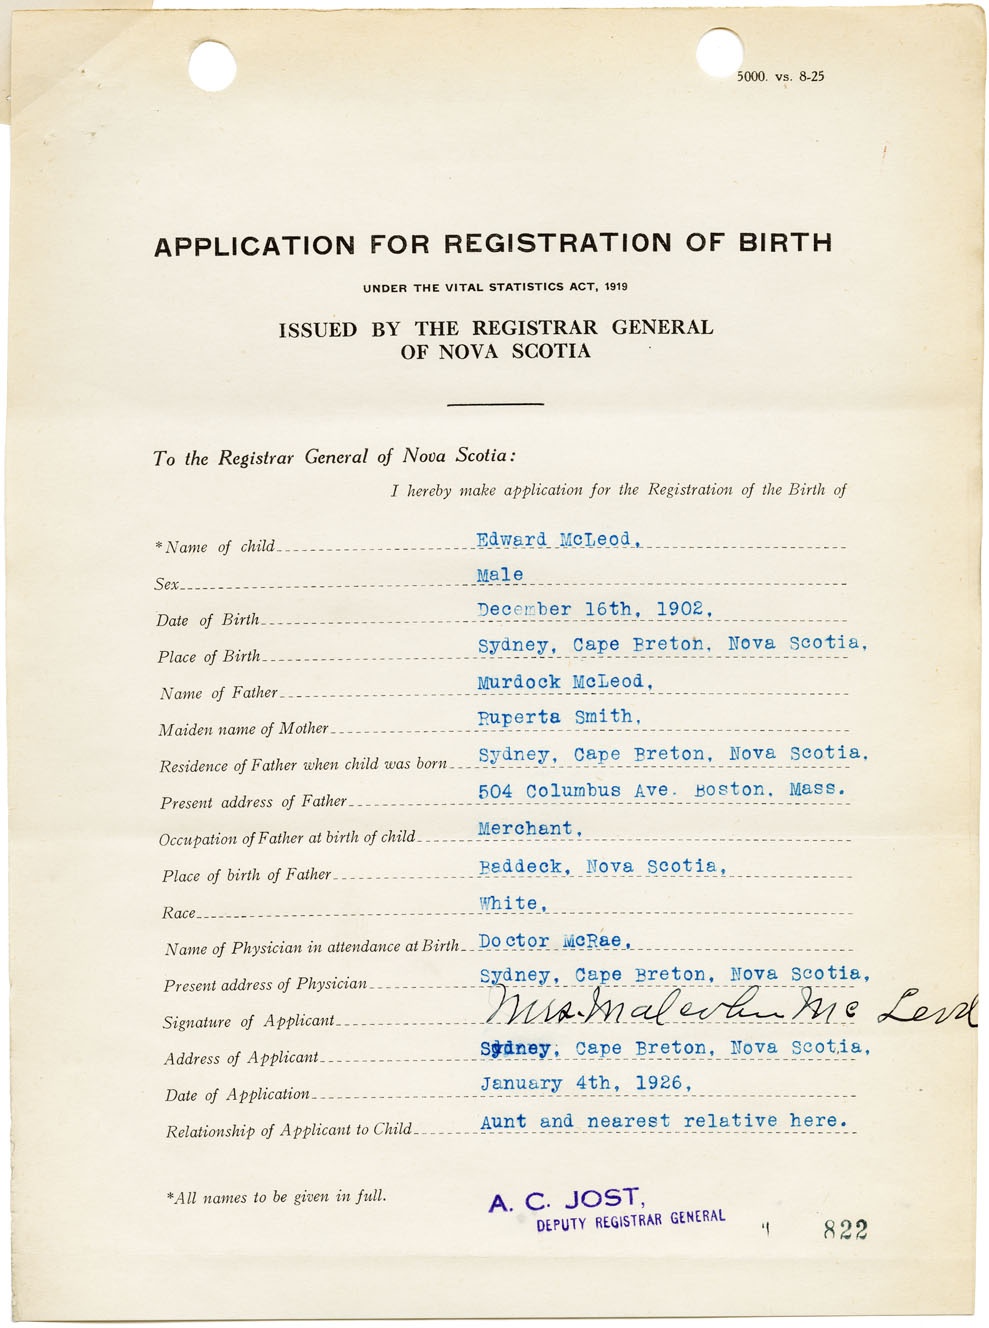 5000. vs. 8-25
APPLICATION FOR REGISTRATION OF BIRTH
UNDER THE VITAL STATISTICS ACT, 1919
ISSUED BY THE REGISTRAR GENERAL
OF NOVA SCOTIA
To the Registrar General of Nova Scotia:
I hereby make application for the Registration of the Birth of
*Name of child Edward McLeod,
Sex Male
Date of Birth December 16th, 1902,
Place of Birth Sydney, Cape Breton, Nova Scotia,
Name of Father Murdock McLeod,
Maiden name of Mother Ruperta Smith,
Residence of Father when child was born Sydney, Cape Breton, Nova Scotia,
Present address of Father 504 Columbus Ave. Boston, Mass.
Occupation of Father at birth of child Merchant,
Place of birth of Father Baddeck, Nova Scotia,
Race White,
Name of Physician in attendance at Birth Doctor McRae,
Present address of Physician Sydney, Cape Breton, Nova Scotia,
Signature of Applicant Mrs. Malcolm McLeod
Address of Applicant Sydney, Cape Breton, Nova Scotia,
Date of Application January 4th, 1926,
Relationship of Applicant to Child Aunt and nearest relative here.
*All names to be given in full.
A. C. JOST,
DEPUTY REGISTRAR GENERAL
822